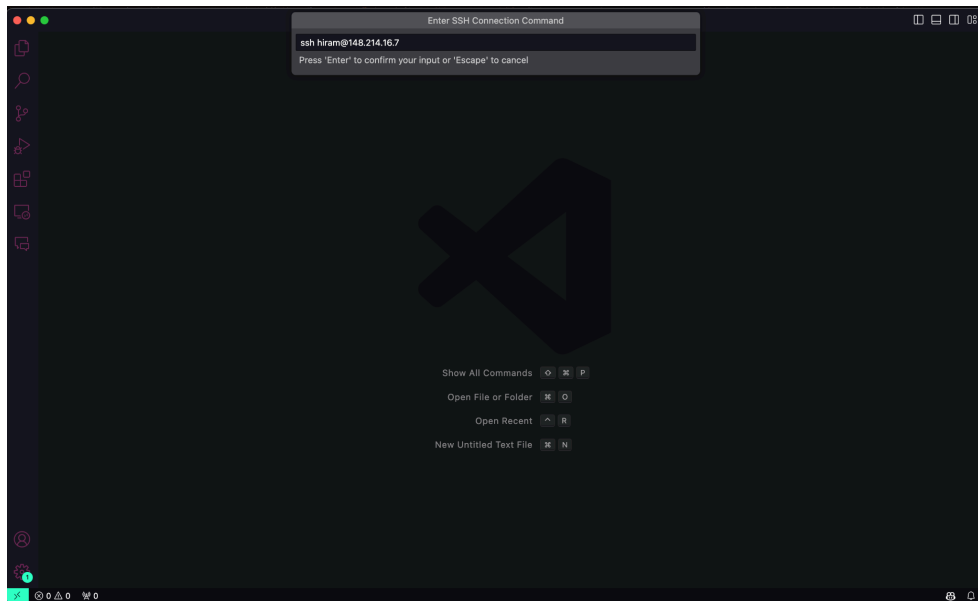 Enter SSH Connection Command
ssh hiram@148.214.16.7
Press 'Enter' to confirm your input or 'Escape' to cancel
Show All Commands ⇧ ⌘ P
Open File or Folder ⌘ O
Open Recent ^ R
New Untitled Text File ⌘ N
1
0 0 0